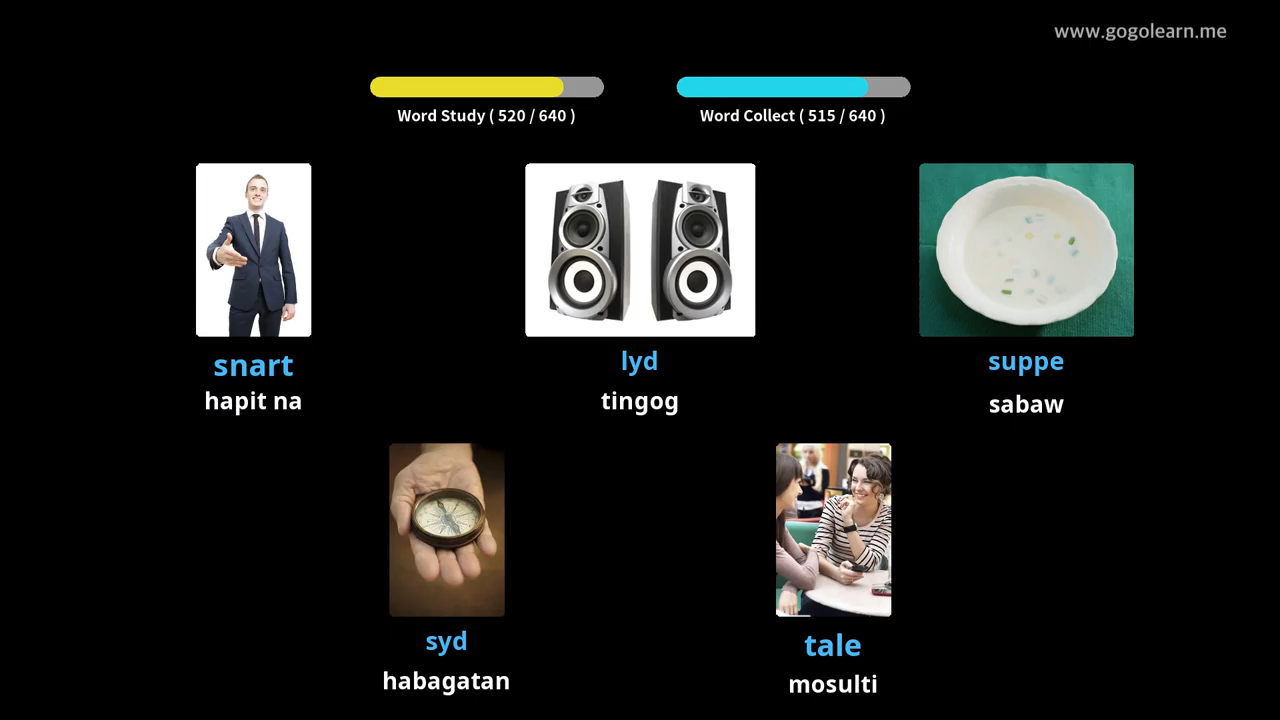 www.gogolearn.me
Word Study ( 520 / 640 )
Word Collect ( 515 / 640 )
snart
hapit na
lyd
tingog
suppe
sabaw
syd
habagatan
tale
mosulti